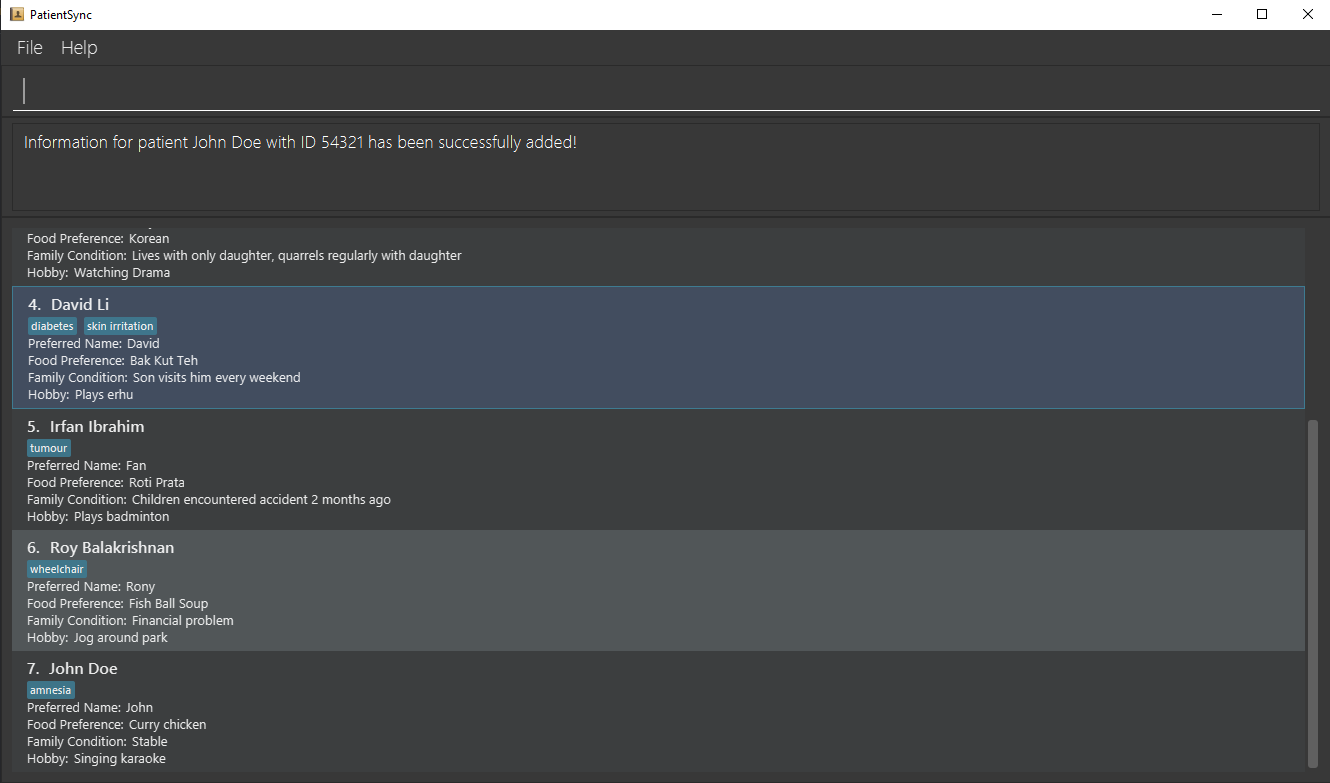 PatientSync
File Help
Information for patient John Doe with ID 54321 has been successfully added!
Food Preference: Korean
Family Condition: Lives with only daughter, quarrels regularly with daughter
Hobby: Watching Drama
4. David Li
diabetes skin irritation
Preferred Name: David
Food Preference: Bak Kut Teh
Family Condition: Son visits him every weekend
Hobby: Plays erhu
5. Irfan Ibrahim
tumour
Preferred Name: Fan
Food Preference: Roti Prata
Family Condition: Children encountered accident 2 months ago
Hobby: Plays badminton
6. Roy Balakrishnan
wheelchair
Preferred Name: Rony
Food Preference: Fish Ball Soup
Family Condition: Financial problem
Hobby: Jog around park
7. John Doe
amnesia
Preferred Name: John
Food Preference: Curry chicken
Family Condition: Stable
Hobby: Singing karaoke